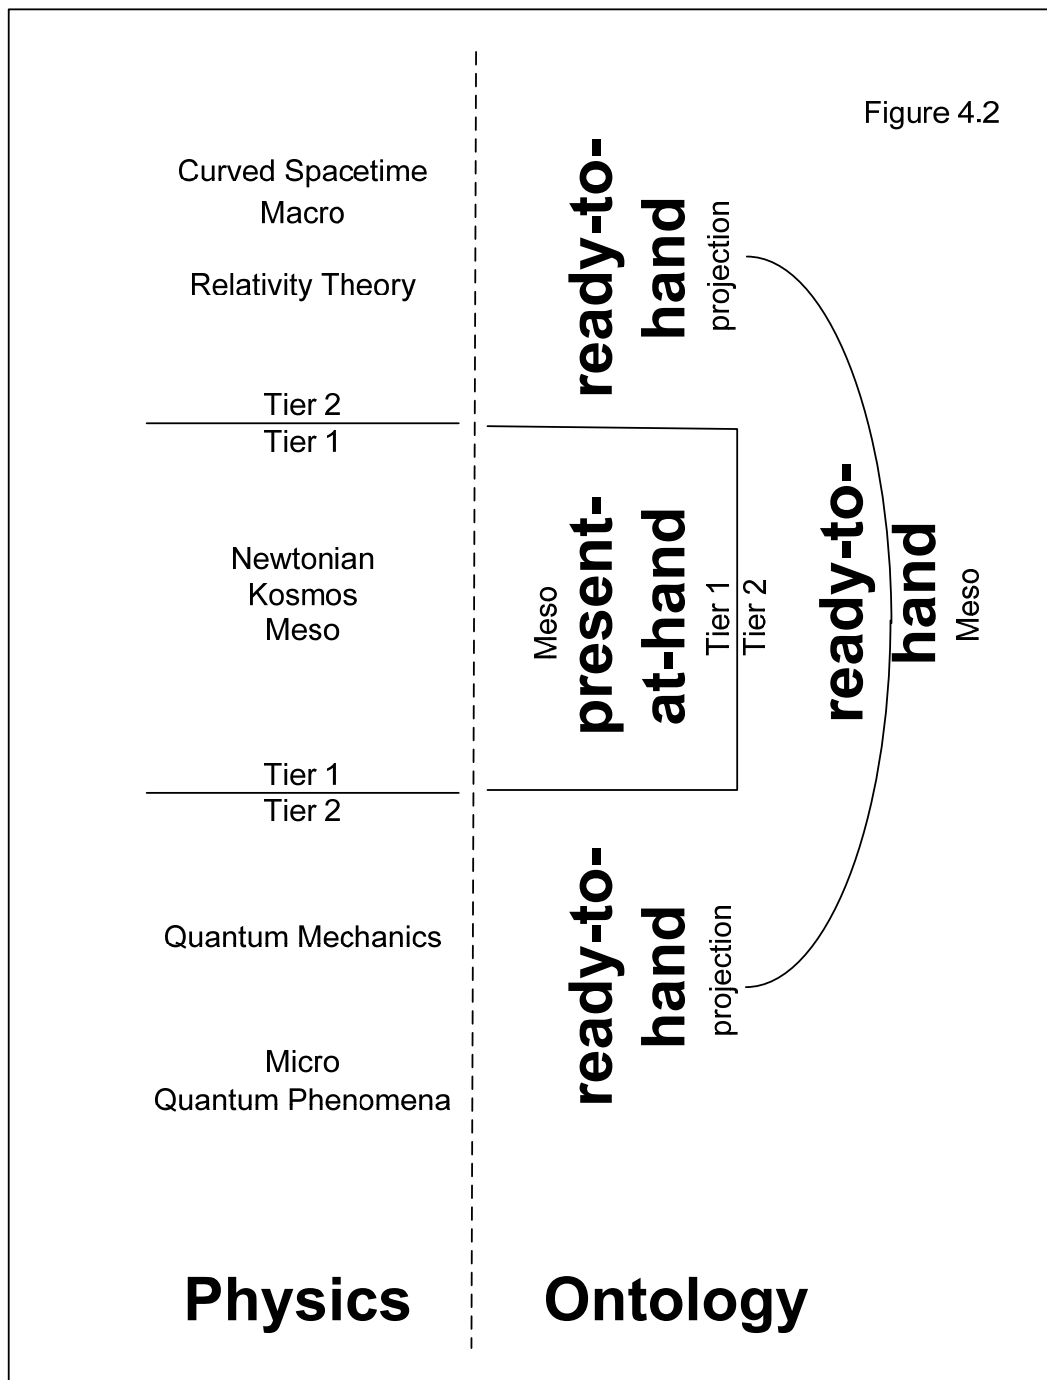 Figure 4.2
Curved Spacetime
Macro
Relativity Theory
Tier 2
Tier 1
Newtonian
Kosmos
Meso
Tier 1
Tier 2
Quantum Mechanics
Micro
Quantum Phenomena
Physics
ready-to-
hand
projection
Meso
present-
at-hand
Tier 1
Tier 2
ready-to-
hand
Meso
ready-to-
hand
projection
Ontology